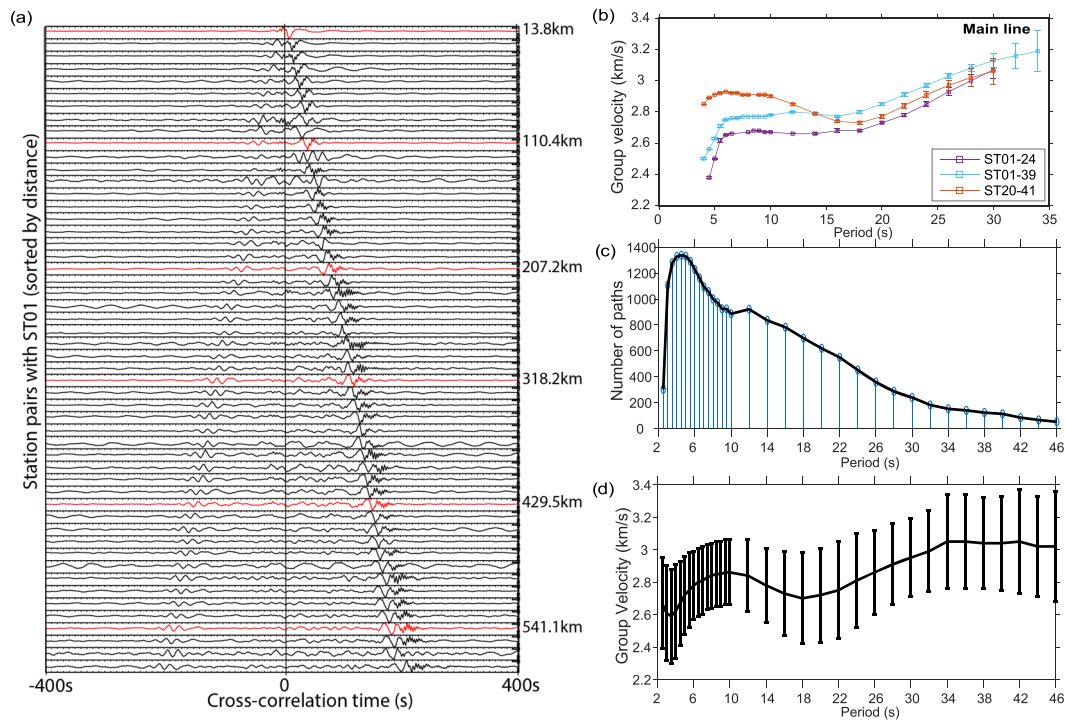 (a)
Station pairs with ST01 (sorted by distance)
13.8km
110.4km
207.2km
318.2km
429.5km
541.1km
-400s 0 400s
Cross-correlation time (s)
(b)
Main line
Group velocity (km/s)
3.4
3.2
3
2.8
2.6
2.4
2.2
ST01-24
ST01-39
ST20-41
0 5 10 15 20 25 30 35
Period (s)
(c)
Number of paths
1400
1200
1000
800
600
400
200
0
2 6 10 14 18 22 26 30 34 38 42 46
Period (s)
(d)
Group Velocity (km/s)
3.4
3.2
3
2.8
2.6
2.4
2.2
2 6 10 14 18 22 26 30 34 38 42 46
Period (s)